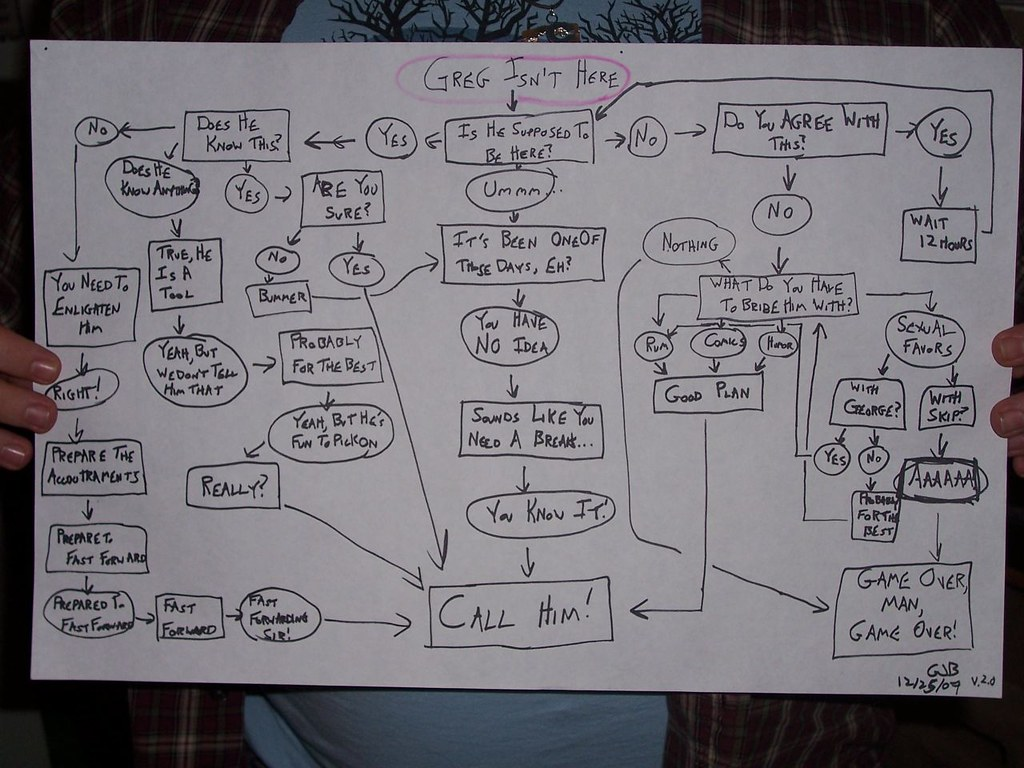 GREG ISN'T HERE
IS HE SUPPOSED TO
BE HERE?
YES
DOES HE
KNOW THIS?
NO
NO
DO YOU AGREE WITH
THIS?
YES
WAIT
12 HOURS
DOES HE
KNOW ANYTHING?
YES
ARE YOU
SURE?
UMMM...
NO
NO
YES
BUMMER
IT'S BEEN ONE OF
THOSE DAYS, EH?
NOTHING
YOU NEED TO
ENLIGHTEN
HIM
TRUE, HE
IS A
TOOL
WHAT DO YOU HAVE
TO BRIBE HIM WITH?
YOU HAVE
NO IDEA
RUM
COMICS
HUMOR
SEXUAL
FAVORS
YEAH, BUT
WE DON'T TELL
HIM THAT
PROBABLY
FOR THE BEST
RIGHT!
GOOD PLAN
WITH
GEORGE?
WITH
SKIP?
YEAH, BUT HE'S
FUN TO PICK ON
SOUNDS LIKE YOU
NEED A BREAK...
YES
NO
AAAAAA
PREPARE THE
ACCOOTRAMENTS
REALLY?
YOU KNOW IT!
PROBABLY
FOR THE
BEST
PREPARE TO
FAST FORWARD
PREPARED TO
FAST FORWARD
FAST
FORWARD
FAST
FORWARDING
SIR!
CALL HIM!
GAME OVER,
MAN,
GAME OVER!
GJB
12/25/09 V.2.0